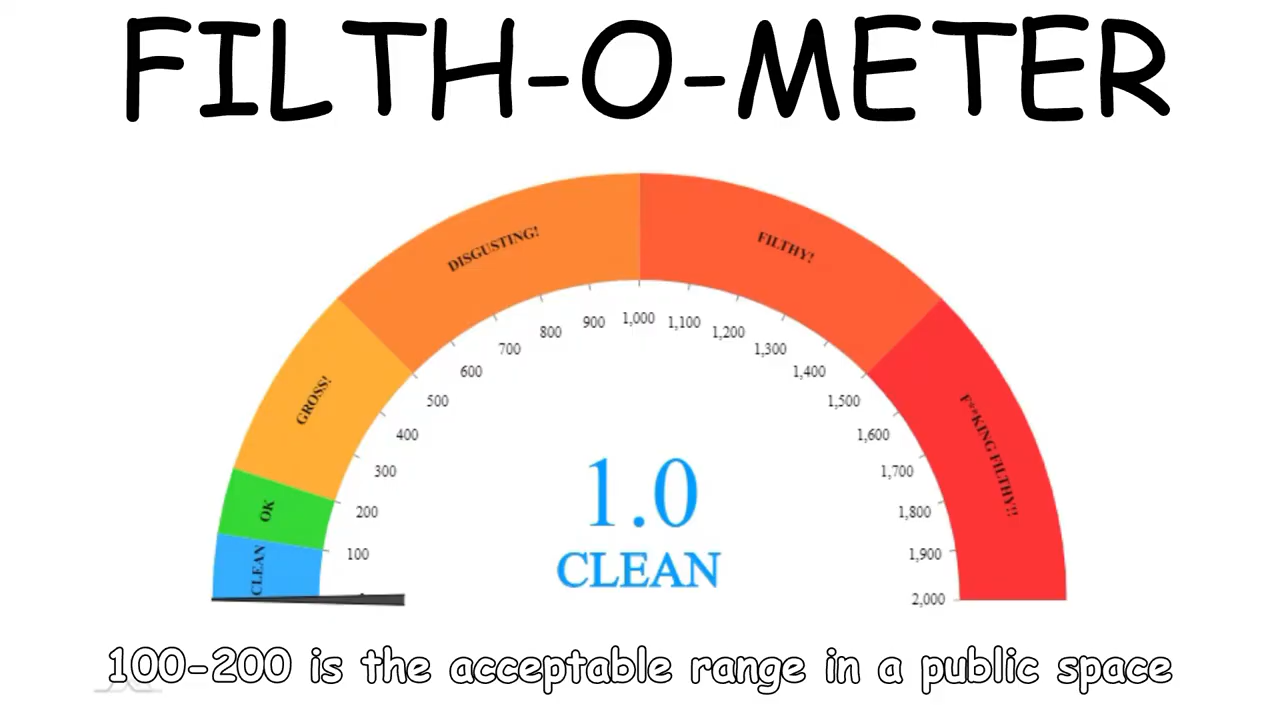 FILTH-O-METER
DISGUSTING!
FILTHY!
GROSS!
F**KING FILTHY!!
OK
CLEAN
100
200
300
400
500
600
700
800
900
1,000
1,100
1,200
1,300
1,400
1,500
1,600
1,700
1,800
1,900
2,000
1.0
CLEAN
100-200 is the acceptable range in a public space